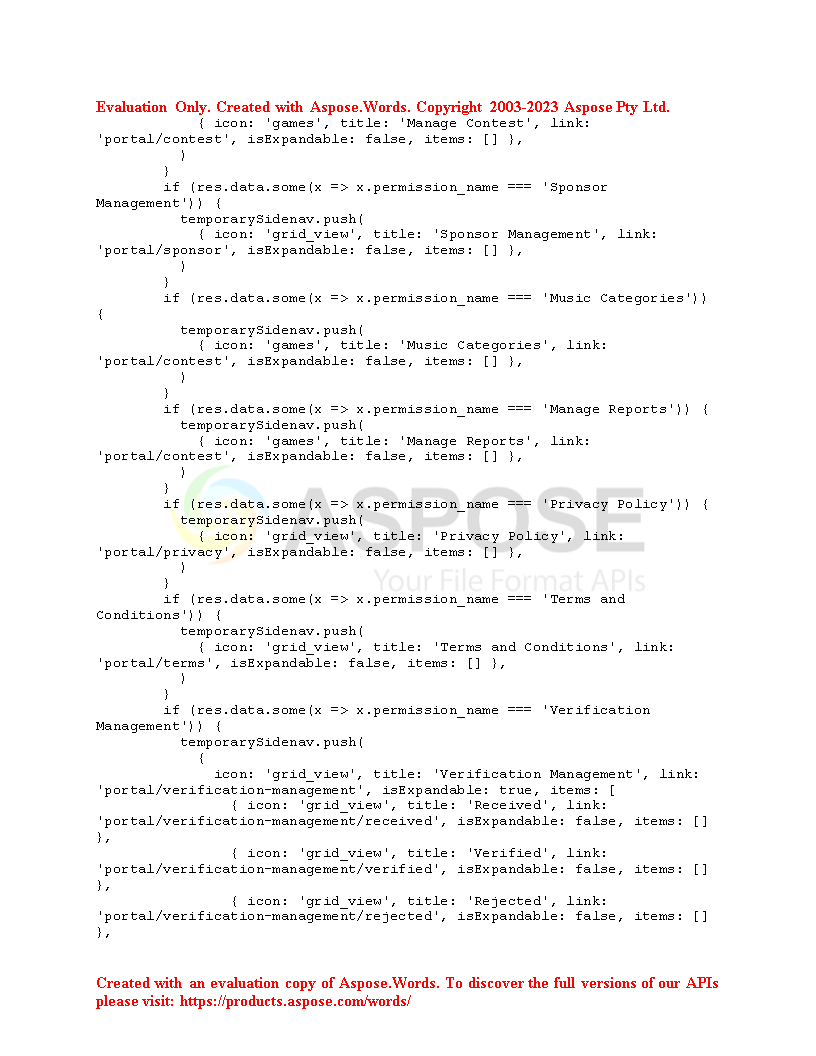 Evaluation Only. Created with Aspose.Words. Copyright 2003-2023 Aspose Pty Ltd.
            { icon: 'games', title: 'Manage Contest', link:
'portal/contest', isExpandable: false, items: [] },
          )
        }
        if (res.data.some(x => x.permission_name === 'Sponsor
Management')) {
          temporarySidenav.push(
            { icon: 'grid_view', title: 'Sponsor Management', link:
'portal/sponsor', isExpandable: false, items: [] },
          )
        }
        if (res.data.some(x => x.permission_name === 'Music Categories'))
{
          temporarySidenav.push(
            { icon: 'games', title: 'Music Categories', link:
'portal/contest', isExpandable: false, items: [] },
          )
        }
        if (res.data.some(x => x.permission_name === 'Manage Reports')) {
          temporarySidenav.push(
            { icon: 'games', title: 'Manage Reports', link:
'portal/contest', isExpandable: false, items: [] },
          )
        }
        if (res.data.some(x => x.permission_name === 'Privacy Policy')) {
          temporarySidenav.push(
            { icon: 'grid_view', title: 'Privacy Policy', link:
'portal/privacy', isExpandable: false, items: [] },
          )
        }
        if (res.data.some(x => x.permission_name === 'Terms and
Conditions')) {
          temporarySidenav.push(
            { icon: 'grid_view', title: 'Terms and Conditions', link:
'portal/terms', isExpandable: false, items: [] },
          )
        }
        if (res.data.some(x => x.permission_name === 'Verification
Management')) {
          temporarySidenav.push(
            {
              icon: 'grid_view', title: 'Verification Management', link:
'portal/verification-management', isExpandable: true, items: [
                { icon: 'grid_view', title: 'Received', link:
'portal/verification-management/received', isExpandable: false, items: []
},
                { icon: 'grid_view', title: 'Verified', link:
'portal/verification-management/verified', isExpandable: false, items: []
},
                { icon: 'grid_view', title: 'Rejected', link:
'portal/verification-management/rejected', isExpandable: false, items: []
},
ASPOSE
Your File Format APIs
Created with an evaluation copy of Aspose.Words. To discover the full versions of our APIs
please visit: https://products.aspose.com/words/